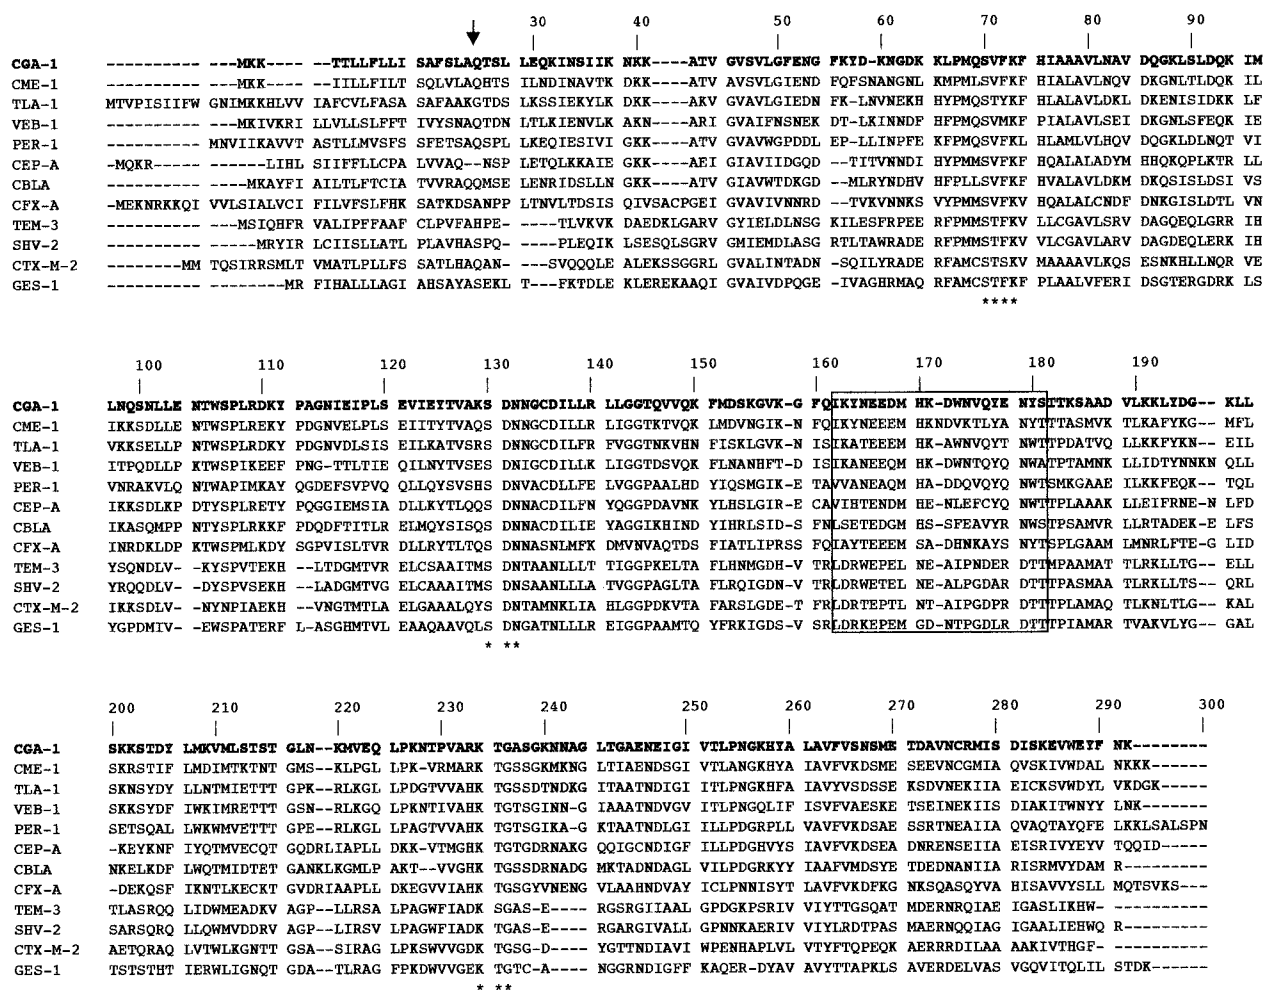 30 40 50 60 70 80 90
CGA-1 ---------- ---MKK---- --TTLLFLLI SAFSLAQTSL LEQKINSIIK NKK----ATV GVSVLGFENG FKYD-KNGDK KLPMQSVFKF HIAAAVLNAV DQGKLSLDQK IM
CME-1 ---------- ---MKK---- --IILLFILT SQLVLAQHTS ILNDINAVTK DKK----ATV AVSVLGIEND FQFSNANGNL KMPMLSVFKF HIAAAVLNAV DQGNLTLDQK IL
TLA-1 MTVPISIIFW GNIMKKHLVV IAFCVLFASA SAFAAKGTDS LKSSIEKYLK DKK----AKV GVAVLGIEDN FK-LNVNEKH HYPMQSTYKF HLALAVLDKL DKENISIDKK LF
VEB-1 ---------- ---MKIVKRI LLVLLSLFFT IVYSNAQTDN LTLKIENVLK AKN----ARI GVAIFNSNEK DT-LKINNDF HFPMQSVMKF PIALAVLSEI DKGNLSFEQK IE
PER-1 ---------- MNVIIKAVVT ASTLLMVSFS SFETSAQSPL LKEQIESIVI GKK----ATV GVAVWGPDDL EP-LLINPFE KFPMQSVFKL HLAMLVLHQV DQGKLDLNQT VI
CEP-A -MQKR----- -----LIHL SIIFFLLCPA LVVAQ--NSP LETQLKKAIE GKK----AEI GIAVIIDGQD --TITVNNDI HYPMMSVFKF HQALALADYM HHQKQPLKTR LL
CBLA ---------- ----MKAYFI AILTLFTCIA TVVRAQQMSE LENRIDSLLN GKK----ATV GIAVWTDKGD --MLRYNDHV HFPLLSVFKF HVALAVLDKM DKQSISLDSI VS
CFX-A -MEKNRKKQI VVLSIALVCI FILVFSLFHK SATKDSANPP LTNVLTDSIS QIVSACPGEI GVAVIVNNRD --TVKVNNKS VYPMMSVFKV HQALALCNDF DNKGISLDTL VN
TEM-3 ---------- ---MSIQHFR VALIPFFAAF CLPVFAHPE- ---TLVKVK DAEDKLGARV GYIELDLNSG KILESFRPEE RFPMMSTFKV LLCGAVLSRV DAGQEQLGRR IH
SHV-2 ---------- -----MRYIR LCIISLLATL PLAVHASPQ- ---PLEQIK LSESQLSGRV GMIEMDLASG RTLTAWRADE RFPMMSTFKV VLCGAVLARV DAGDEQLERK IH
CTX-M-2 --------MM TQSIRRSMLT VMATLPLLFS SATLHAQAN- ---SVQQQLE ALEKSSGGRL GVALINTADN -SQILYRADE RFAMCSTSKV MAAAAVLKQS ESNKHLLNQR VE
GES-1 ---------- --------MR FIHALLLAGI AHSAYASEKL T---FKTDLE KLEREKAAQI GVAIVDPQGE -IVAGHRMAQ RFAMCSTFKF PLAALVFERI DSGTERGDRK LS
****
100 110 120 130 140 150 160 170 180 190
CGA-1 LNQSNLLE NTWSPLRDKY PAGNIEIPLS EVIEYTVAKS DNNGCDILLR LLGGTQVVQK FMDSKGVK-G FQIKYNEEDM HK-DWNVQYE NYSITKSAAD VLKKLYDG-- KLL
CME-1 IKKSDLLE NTWSPLREKY PDGNVELPLS EIITYTVAQS DNNGCDILLR LIGGTKTVQK LMDVNGIK-N FQIKYNEEEM HKNDVKTLYA NYTTTASMVK TLKAFYKG-- MFL
TLA-1 VKKSELLP NTWSPLRDKY PDGNVDLSIS EILKATVSRS DNNGCDILFR FVGGTNKVHN FISKLGVK-N ISIKATEEEM HKAWNVQYT NWTTPDATVQ LLKKFYKN-- EIL
VEB-1 ITPQDLLP KTWSPIKEEF PNG-TTLTIE QILNYTVSES DNIGCDILLK LIGGTDSVQK FLNANHFT-D ISIKANEEQM HK-DWNTQYQ NWATPTAMNK LLIDTYNNKN QLL
PER-1 VNRAKVLQ NTWAPIMKAY QGDEFSVPVQ QLLQYSVSHS DNVACDLLFE LVGGPAALHD YIQSMGIK-E TAVVANEAQM HA-DDQVQYQ NWTSMKGAAE ILKKFEQK-- TQL
CEP-A IKKSDLKP DTYSPLRETY PQGGIEMSIA DLLKYTLQQS DNNACDILFN YQGGPDAVNK YLHSLGIR-E CAVIHTENDM HE-NLEFCYQ NWTTPLAAAK LLEIFRNE-N LFD
CBLA IKASQMPP NTYSPLRKKF PDQDFTITLR ELMQYSISQS DNNACDILIE YAGGIKHIND YIHRLSID-S FNLSETEDGM HS-SFEAVYR NWSTPSAMVR LLRTADEK-E LFS
CFX-A INRDKLDP KTWSPMLKDY SGPVISLTVR DLLRYTLTQS DNNASNLMFK DMVNVAQTDS FIATLIPRSS FQIAYTEEEM SA-DHNKAYS NYTSPLGAAM LMNRLFTE-G LID
TEM-3 YSQNDLV- -KYSPVTEKH --LTDGMTVR ELCSAAITMS DNTAANLLLT TIGGPKELTA FLHNMGDH-V TRLDRWEPEL NE-AIPNDER DTTMPAAMAT TLRKLLTG-- ELL
SHV-2 YRQQDLV- -DYSPVSEKH --LADGMTVG ELCAAAITMS DNSAANLLLA TVGGPAGLTA FLRQIGDN-V TRLDRWETEL NE-ALPGDAR DTTTPASMAA TLRKLLTS-- QRL
CTX-M-2 IKKSDLV- -NYNPIAEKH --VNGTMTLA ELGAAALQYS DNTAMNKLIA HLGGPDKVTA FARSLGDE-T FRLDRTEPTL NT-AIPGDPR DTTTPLAMAQ TLKNLTLG-- KAL
GES-1 YGPDMIV- -EWSPATERF L-ASGHMTVL EAAQAAVQLS DNGATNLLLR EIGGPAAMTQ YFRKIGDS-V SRLDRKEPEMG GD-NTPGDLR DTTTPIAMAR TVAKVLYG-- GAL
* **
200 210 220 230 240 250 260 270 280 290 300
CGA-1 SKKSTDY LMKVMLSTST GLN--KMVEQ LPKNTPVARK TGASGKNNAG LTGAENEIGI VTLPNGKHYA LAVFVSNSME TDAVNCRMIS DISKEVWEYF NK--------
CME-1 SKRSTIF LMDIMTKTNT GMS--KLPGL LPK-VRMARK TGSSGKMKNG LTIAENDSGI VTLANGKHYA IAVFVKDSME SEEVNCGMIA QVSKIVWDAL NKKK------
TLA-1 SKNSYDY LLNTMIETTT GPK--RLKGL LPDGTVVAHK TGSSDTNDKG ITAATNDIGI ITLPNGKHFA IAVYVSDSSE KSDVNEKIIA EICKSVWDYL VKDGK-----
VEB-1 SKKSYDF IWKIMRETTT GSN--RLKGQ LPKNTIVAHK TGTSGINN-G IAAATNDVGV ITLPNGQLIF ISVFVAESKE TSEINEKIIS DIAKITWNYY LNK-------
PER-1 SETSQAL LWKWMVETTT GPE--RLKGL LPAGTVVAHK TGTSGIKA-G KTAATNDLGI ILLPDGRPLL VAVFVKDSAE SSRTNEAIIA QVAQTAYQFE LKKLSALSPN
CEP-A -KEYKNF IYQTMVECQT GQDRLIAPLL DKK-VTMGHK TGTGDRNAKG QQIGCNDIGF ILLPDGHVYS IAVFVKDSEA DNRENSEIIA EISRIVYEYV TQQID-----
CBLA NKELKDF LWQTMIDTET GANKLKGMLP AKT--VVGHK TGSSDRNADG MKTADNDAGL VILPDGRKYY IAAFVMDSYE TDEDNANIIA RISRMVYDAM R---------
CFX-A -DEKQSF IKNTLKECKT GVDRIAAPLL DKEGVVIAHK TGSGYVNENG VLAAHNDVAY ICLPNNISYT LAVFVKDFKG NKSQASQYVA HISAVVYSLL MQTSVKS---
TEM-3 TLASRQQ LIDWMEADKV AGP--LLRSA LPAGWFIADK SGAS-E---- RGSRGIIAAL GPDGKPSRIV VIYTTGSQAT MDERNRQIAE IGASLIKHW- ----------
SHV-2 SARSQRQ LLQWMVDDRV AGP--LIRSV LPAGWFIADK TGAS-E---- RGARGIVALL GPNNKAERIV VIYLRDTPAS MAERNQQIAG IGAALIEHWQ R---------
CTX-M-2 AETQRAQ LVTWLKGNTT GSA--SIRAG LPKSWVVGDK TGSG-D---- YGTTNDIAVI WPENHAPLVL VTYFTQPEQK AERRRDILAA AAKIVTHGF- ----------
GES-1 TSTSTHT IERWLIGNQT GDA--TLRAG FPKDWVVGEK TGTC-A---- NGGRNDIGFF KAQER-DYAV AVYTTAPKLS AVERDELVAS VGQVITQLIL STDK------
* **